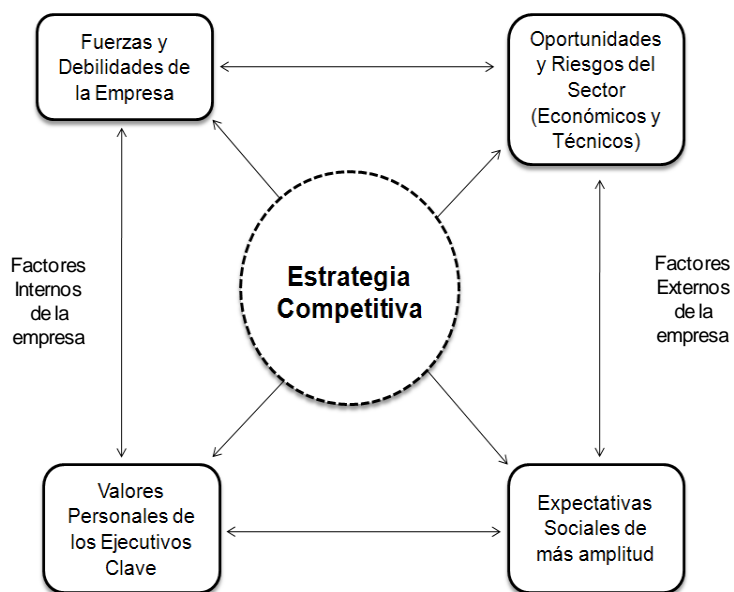 Fuerzas y
Debilidades de
la Empresa
Oportunidades
y Riesgos del
Sector
(Económicos y
Técnicos)
Factores
Internos
de la
empresa
Estrategia
Competitiva
Factores
Externos
de la
empresa
Valores
Personales de
los Ejecutivos
Clave
Expectativas
Sociales de
más amplitud